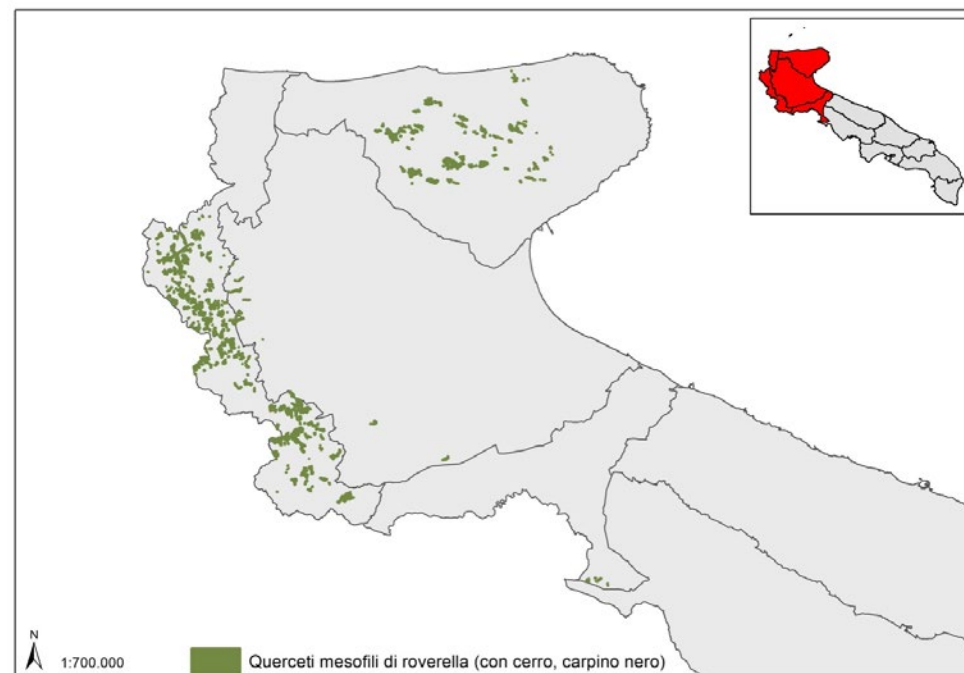 N
1:700.000
Querceti mesofili di roverella (con cerro, carpino nero)